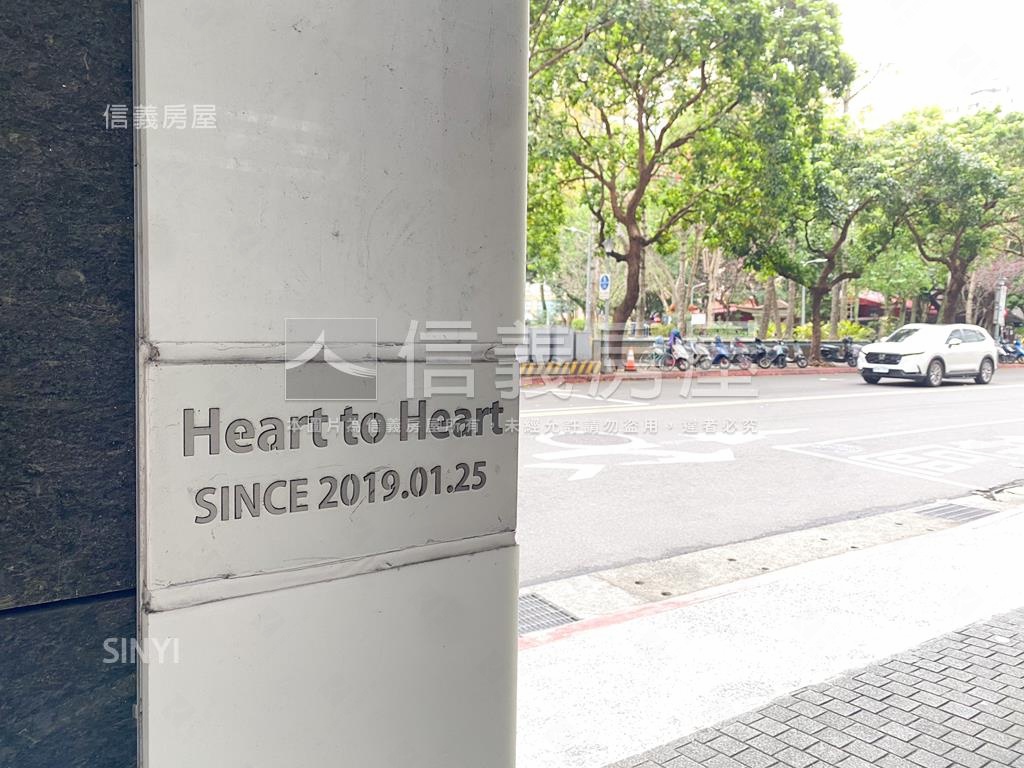 信義房屋
信義房屋
Heart to Heart
本圖片為信義房屋所有，未經允許請勿盜用，違者必究。
SINCE 2019.01.25
SINYI